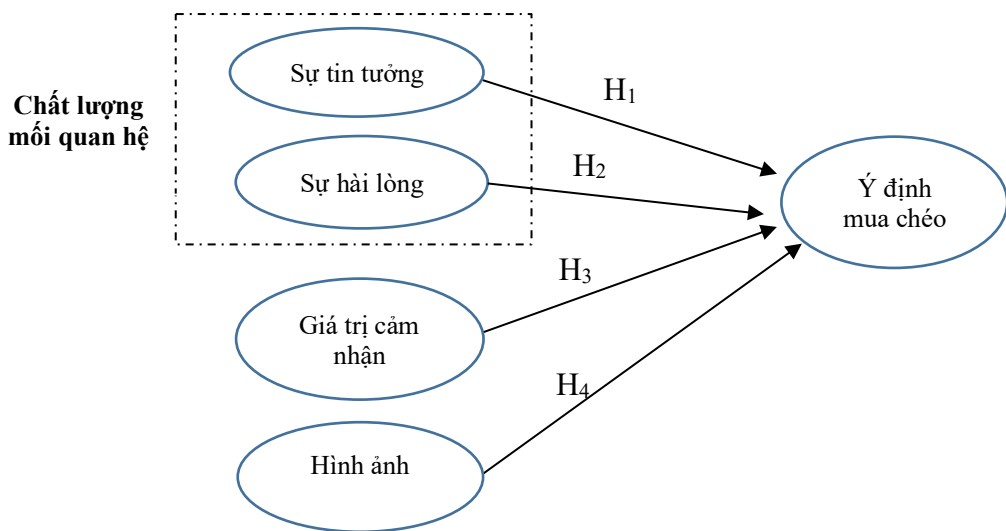 Chất lượng
mối quan hệ
Sự tin tưởng
Sự hài lòng
Giá trị cảm
nhận
Hình ảnh
H₁
H₂
H₃
H₄
Ý định
mua chéo